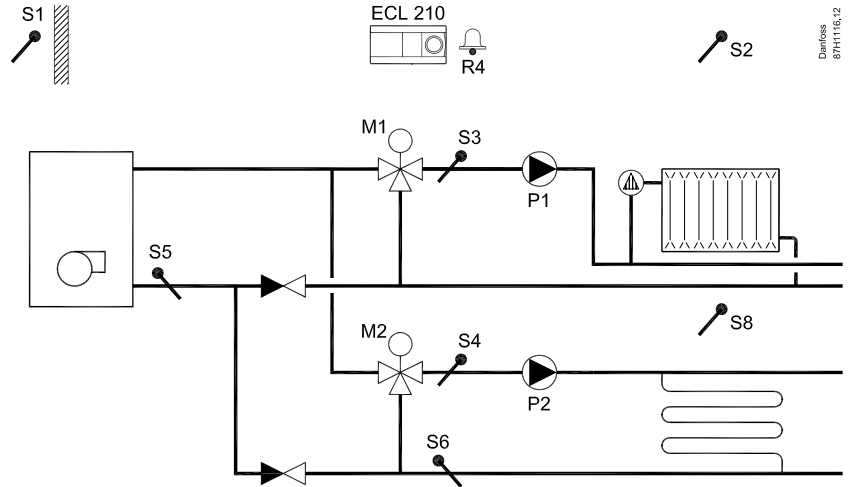 S1
ECL 210
R4
S2
Danfoss
87H1116,12
M1
S3
P1
S5
M2
S4
P2
S8
S6